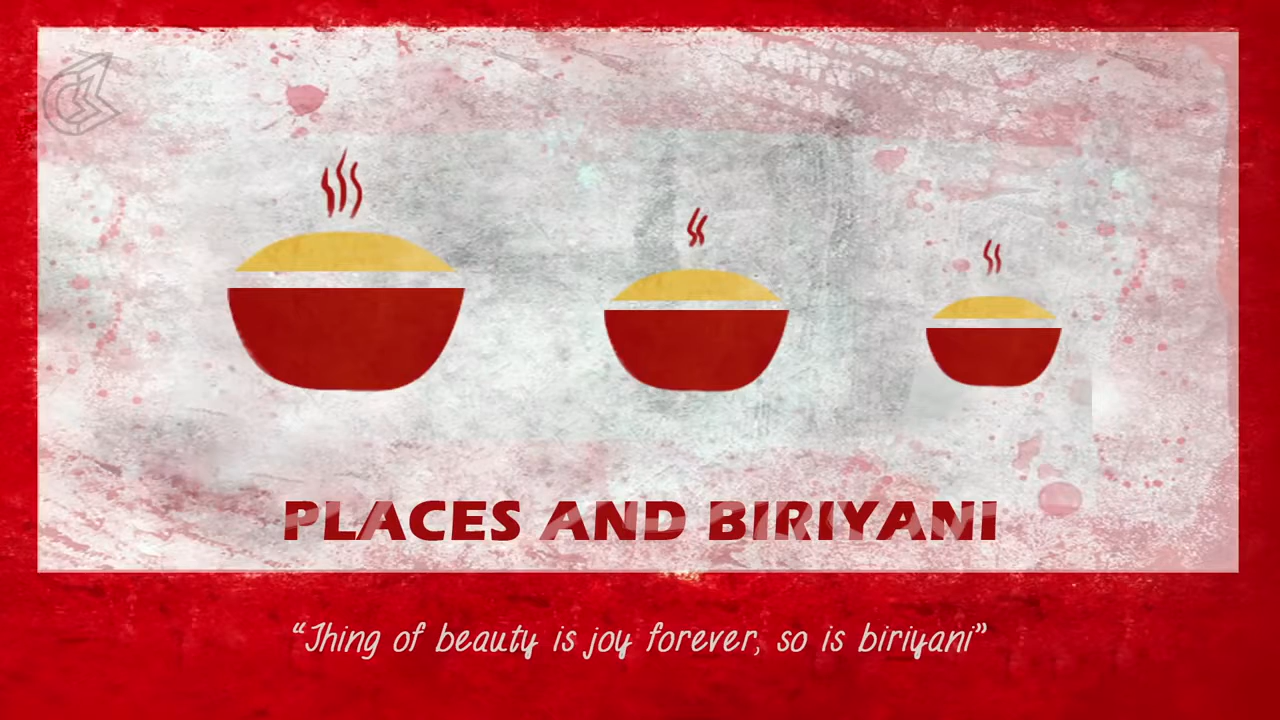 PLACES AND BIRIYANI
“Thing of beauty is joy forever, so is biriyani”